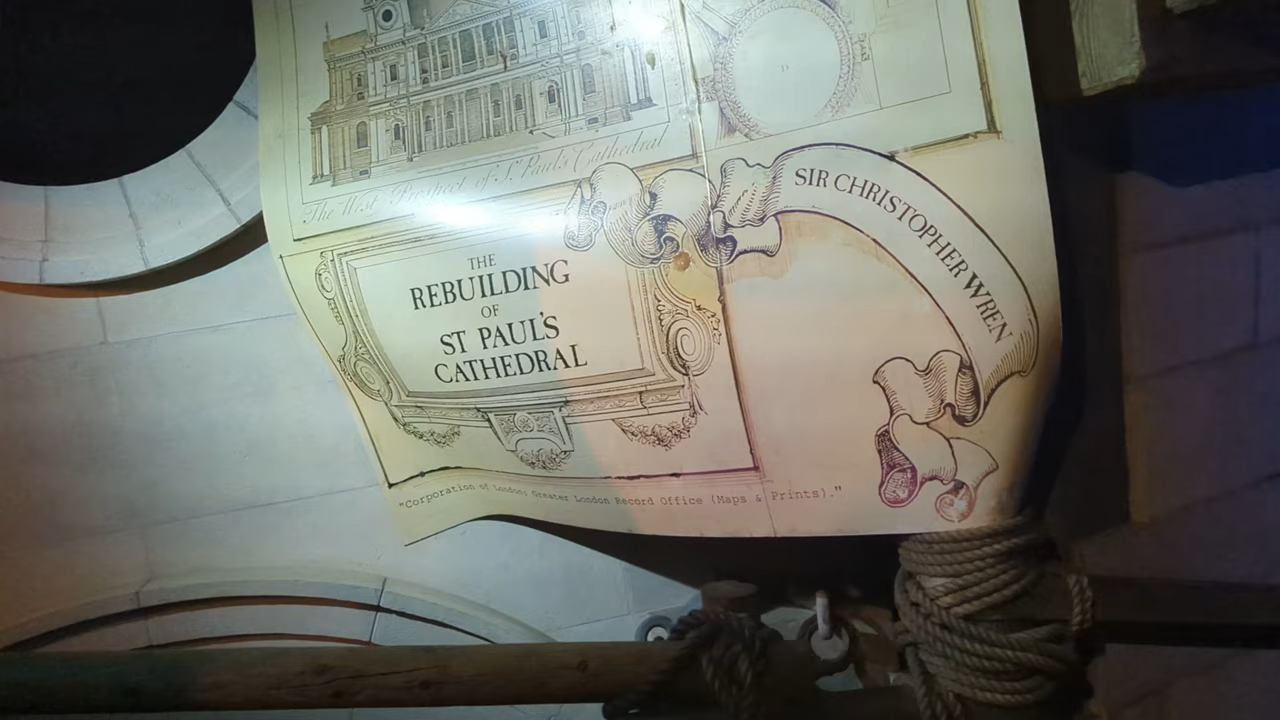 The West Prospect of St. Paul's Cathedral
SIR CHRISTOPHER WREN
THE
REBUILDING
OF
ST PAUL'S
CATHEDRAL
"Corporation of London: Greater London Record Office (Maps & Prints)."